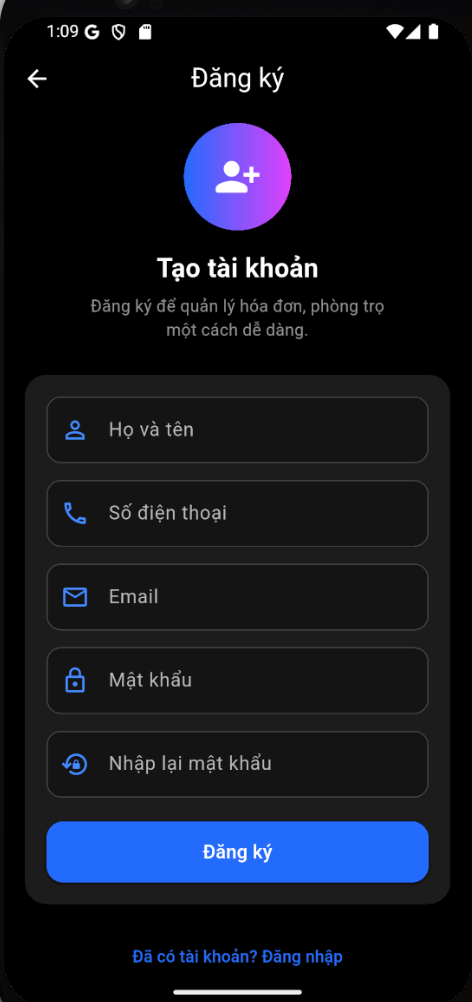 1:09
Đăng ký
Tạo tài khoản
Đăng ký để quản lý hóa đơn, phòng trọ
một cách dễ dàng.
Họ và tên
Số điện thoại
Email
Mật khẩu
Nhập lại mật khẩu
Đăng ký
Đã có tài khoản? Đăng nhập